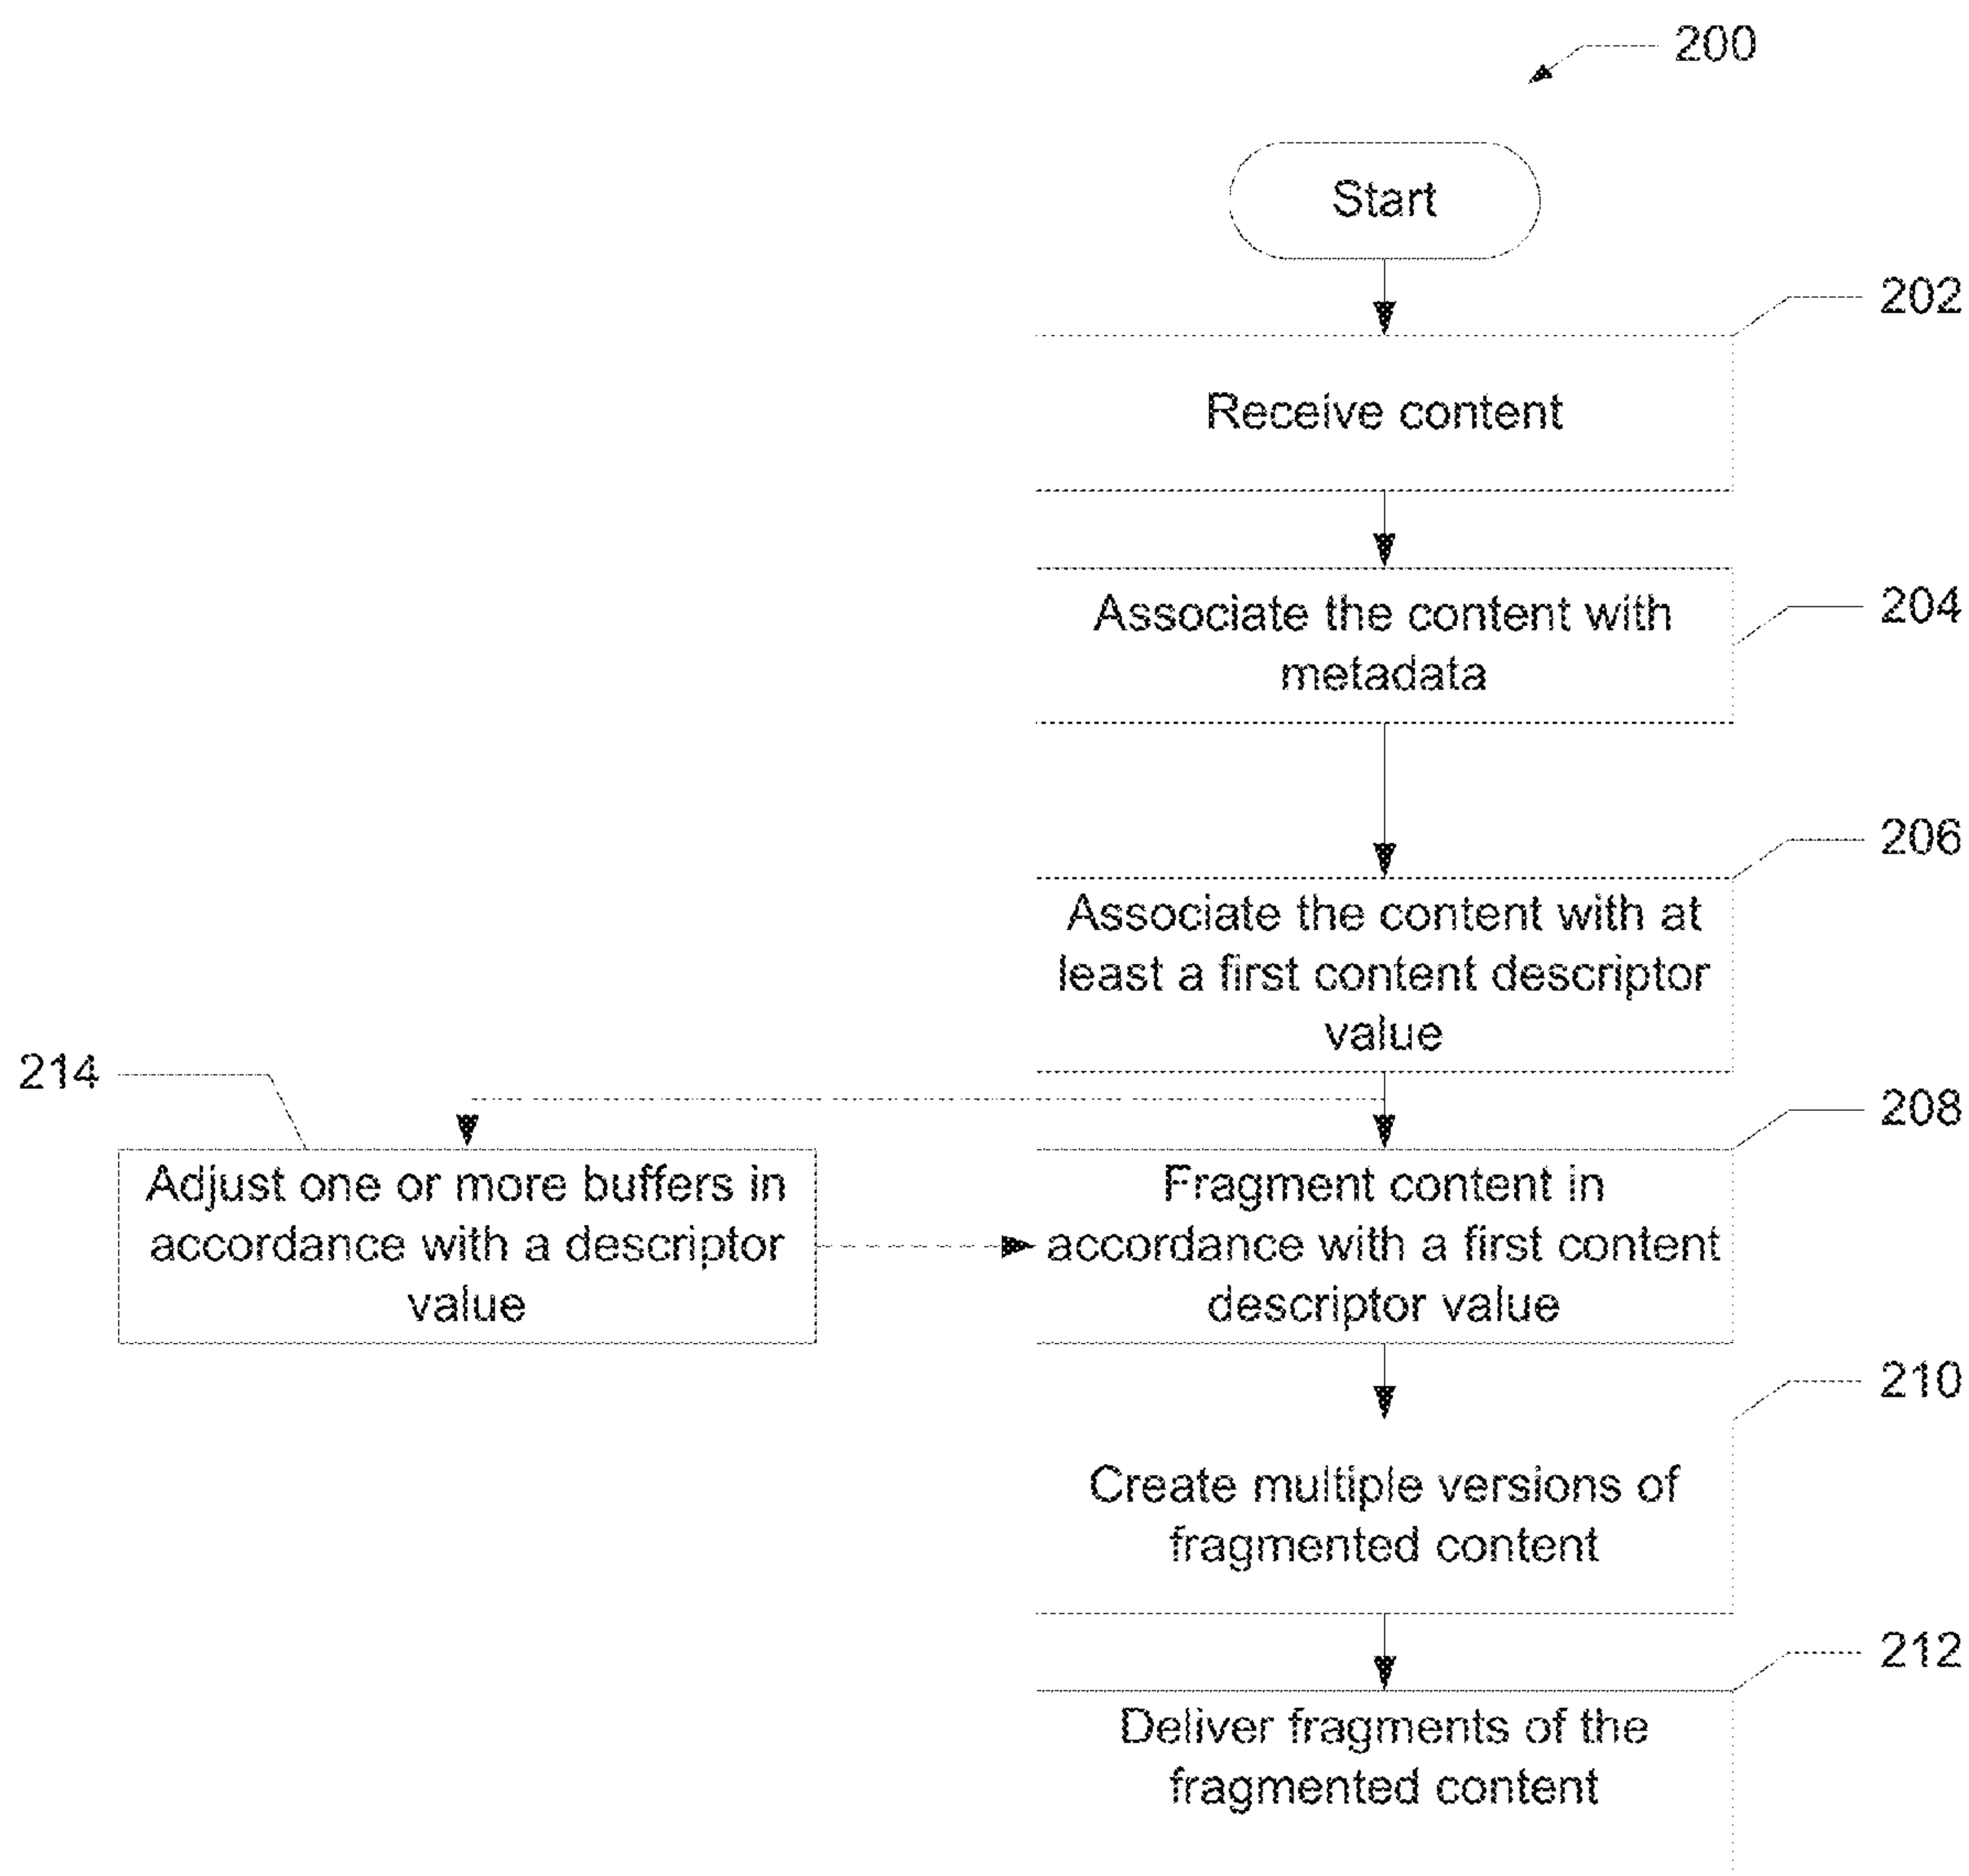 200
Start
202
Receive content
204
Associate the content with
metadata
206
Associate the content with at
least a first content descriptor
value
214
208
Adjust one or more buffers in
accordance with a descriptor
value
Fragment content in
accordance with a first content
descriptor value
210
Create multiple versions of
fragmented content
212
Deliver fragments of the
fragmented content